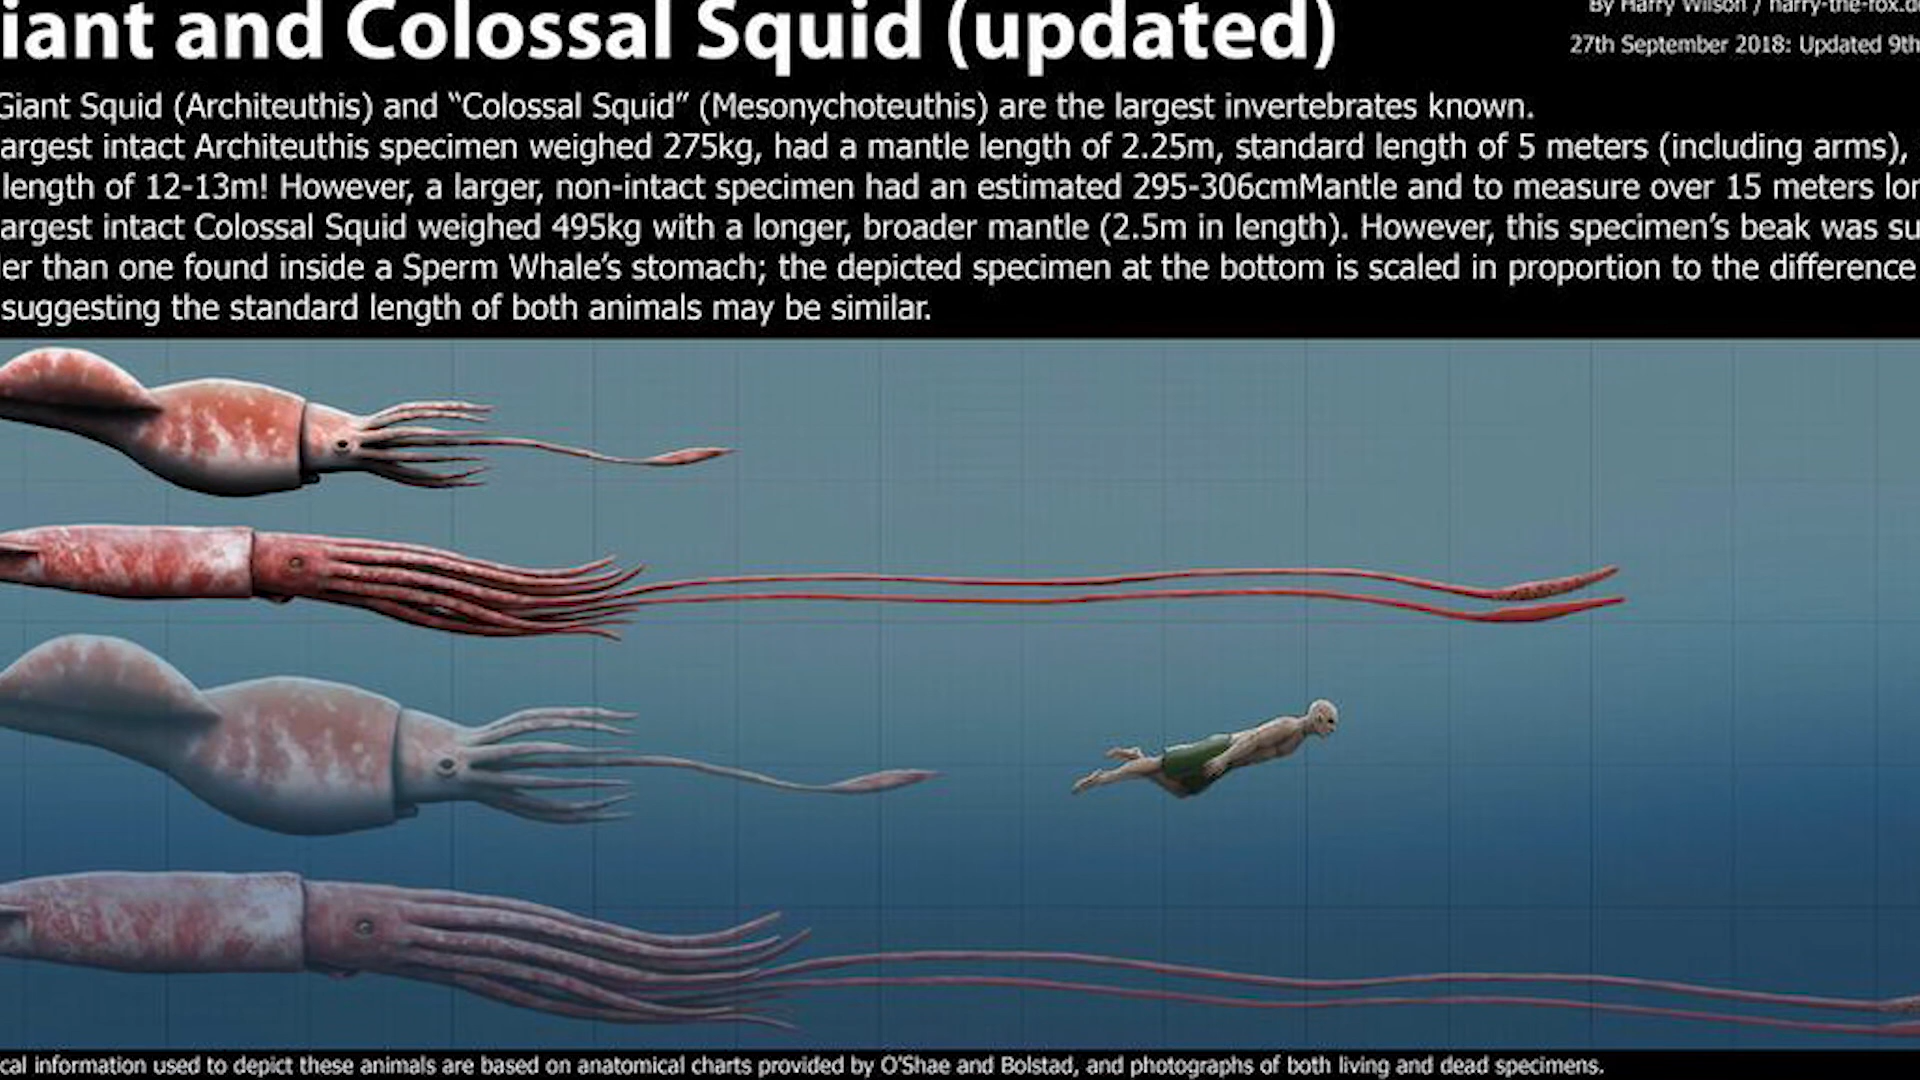 iant and Colossal Squid (updated)
By Harry Wilson / harry-the-fox.de
27th September 2018: Updated 9th
Giant Squid (Architeuthis) and “Colossal Squid” (Mesonychoteuthis) are the largest invertebrates known.
argest intact Architeuthis specimen weighed 275kg, had a mantle length of 2.25m, standard length of 5 meters (including arms),
length of 12-13m! However, a larger, non-intact specimen had an estimated 295-306cmMantle and to measure over 15 meters lon
argest intact Colossal Squid weighed 495kg with a longer, broader mantle (2.5m in length). However, this specimen’s beak was su
ler than one found inside a Sperm Whale’s stomach; the depicted specimen at the bottom is scaled in proportion to the difference
suggesting the standard length of both animals may be similar.
cal information used to depict these animals are based on anatomical charts provided by O'Shae and Bolstad, and photographs of both living and dead specimens.